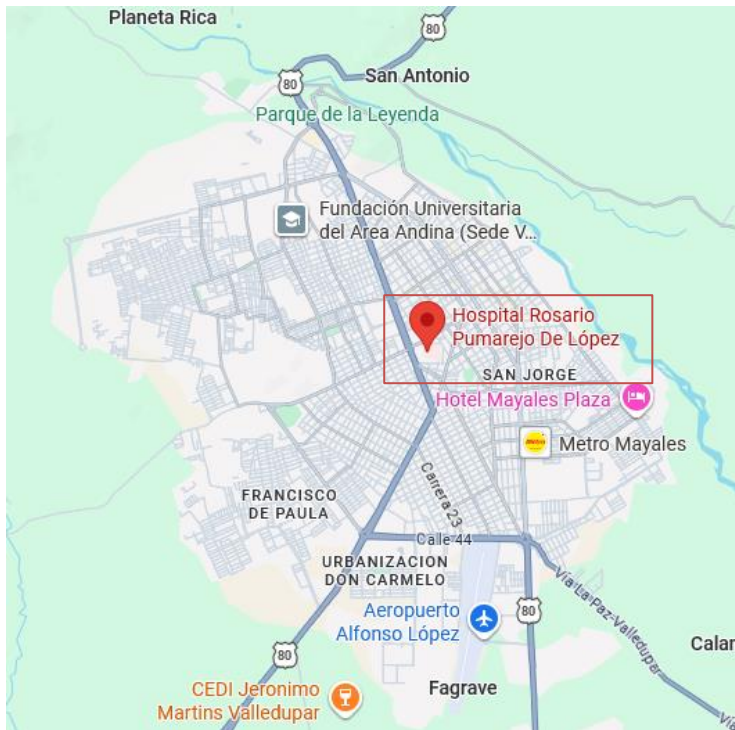 Planeta Rica
80
San Antonio
80
Parque de la Leyenda
Fundación Universitaria
del Area Andina (Sede V...
Hospital Rosario
Pumarejo De López
SAN JORGE
Hotel Mayales Plaza
Metro Mayales
Carrera 23
FRANCISCO
DE PAULA
Calle 44
URBANIZACION
DON CARMELO
Vía La Paz-Valledupar
Aeropuerto
Alfonso López
80
Calar
80
CEDI Jeronimo
Martins Valledupar
Fagrave
Vía